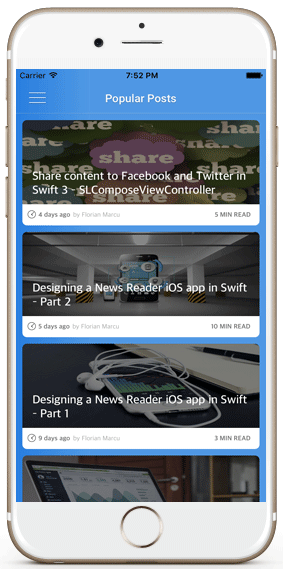 Carrier 7:52 PM
Popular Posts
share share
share
Share content to Facebook and Twitter in
Swift 3 - SLComposeViewController
4 days ago by Florian Marcu 5 MIN READ
Designing a News Reader iOS app in Swift
- Part 2
5 days ago by Florian Marcu 10 MIN READ
Designing a News Reader iOS app in Swift
- Part 1
9 days ago by Florian Marcu 3 MIN READ